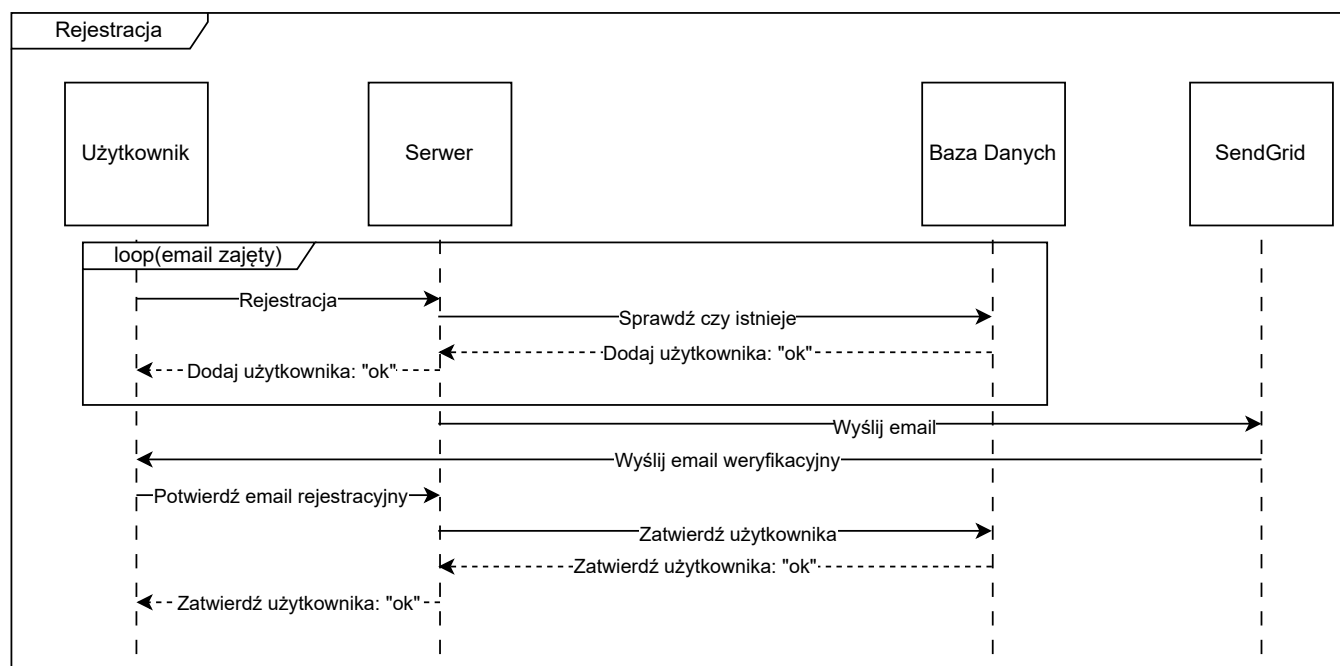 Rejestracja
Użytkownik
Serwer
Baza Danych
SendGrid
loop(email zajęty)
Rejestracja
Sprawdź czy istnieje
Dodaj użytkownika: "ok"
Dodaj użytkownika: "ok"
Wyślij email
Wyślij email weryfikacyjny
Potwierdź email rejestracyjny
Zatwierdź użytkownika
Zatwierdź użytkownika: "ok"
Zatwierdź użytkownika: "ok"